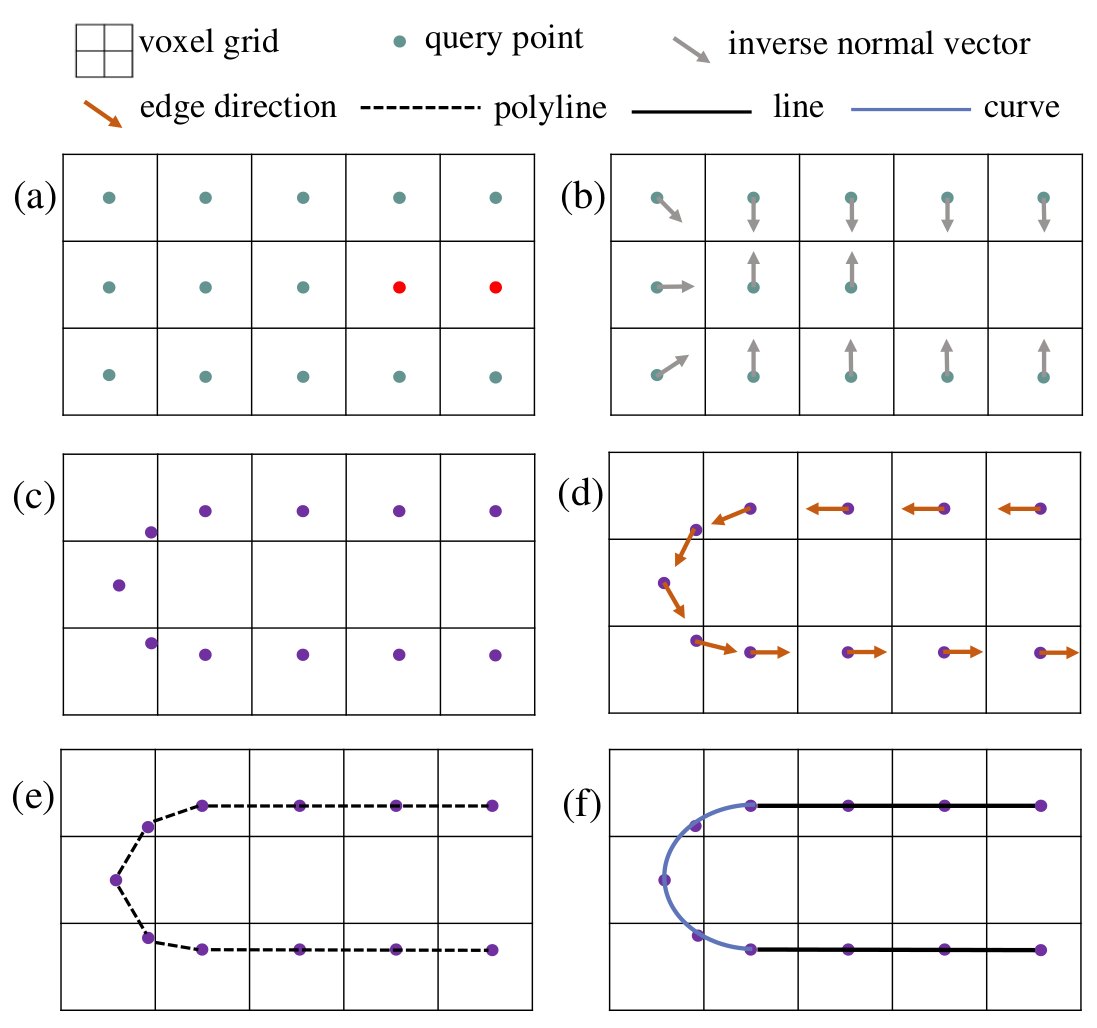 voxel grid query point inverse normal vector
edge direction polyline line curve
(a) (b)
(c) (d)
(e) (f)